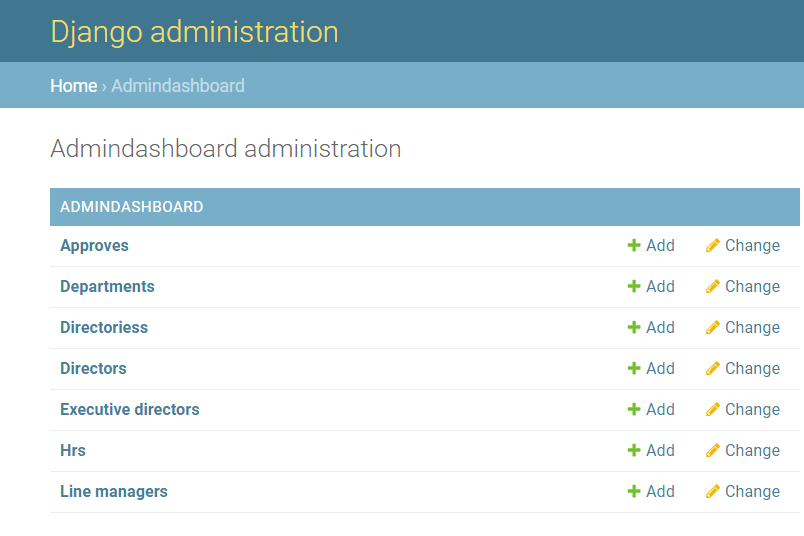 Django administration
Home › Admindashboard
Admindashboard administration
ADMINDASHBOARD
Approves Add Change
Departments Add Change
Directoriess Add Change
Directors Add Change
Executive directors Add Change
Hrs Add Change
Line managers Add Change